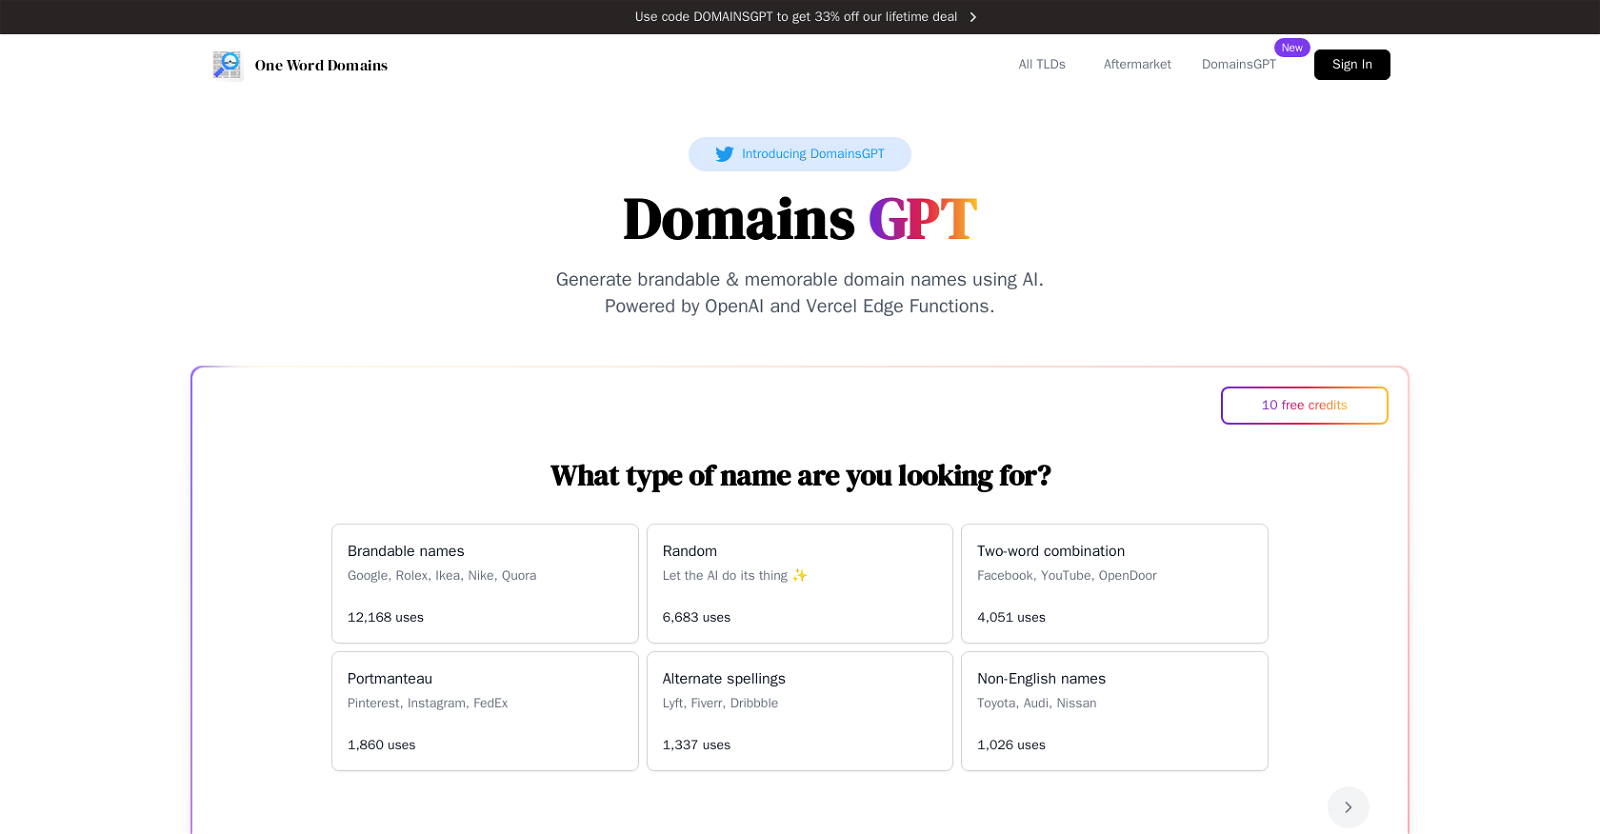 Use code DOMAINSGPT to get 33% off our lifetime deal
One Word Domains
All TLDs
Aftermarket
DomainsGPT
New
Sign In
Introducing DomainsGPT
Domains GPT
Generate brandable & memorable domain names using AI.
Powered by OpenAI and Vercel Edge Functions.
10 free credits
What type of name are you looking for?
Brandable names
Google, Rolex, Ikea, Nike, Quora
12,168 uses
Random
Let the AI do its thing ✨
6,683 uses
Two-word combination
Facebook, YouTube, OpenDoor
4,051 uses
Portmanteau
Pinterest, Instagram, FedEx
1,860 uses
Alternate spellings
Lyft, Fiverr, Dribbble
1,337 uses
Non-English names
Toyota, Audi, Nissan
1,026 uses